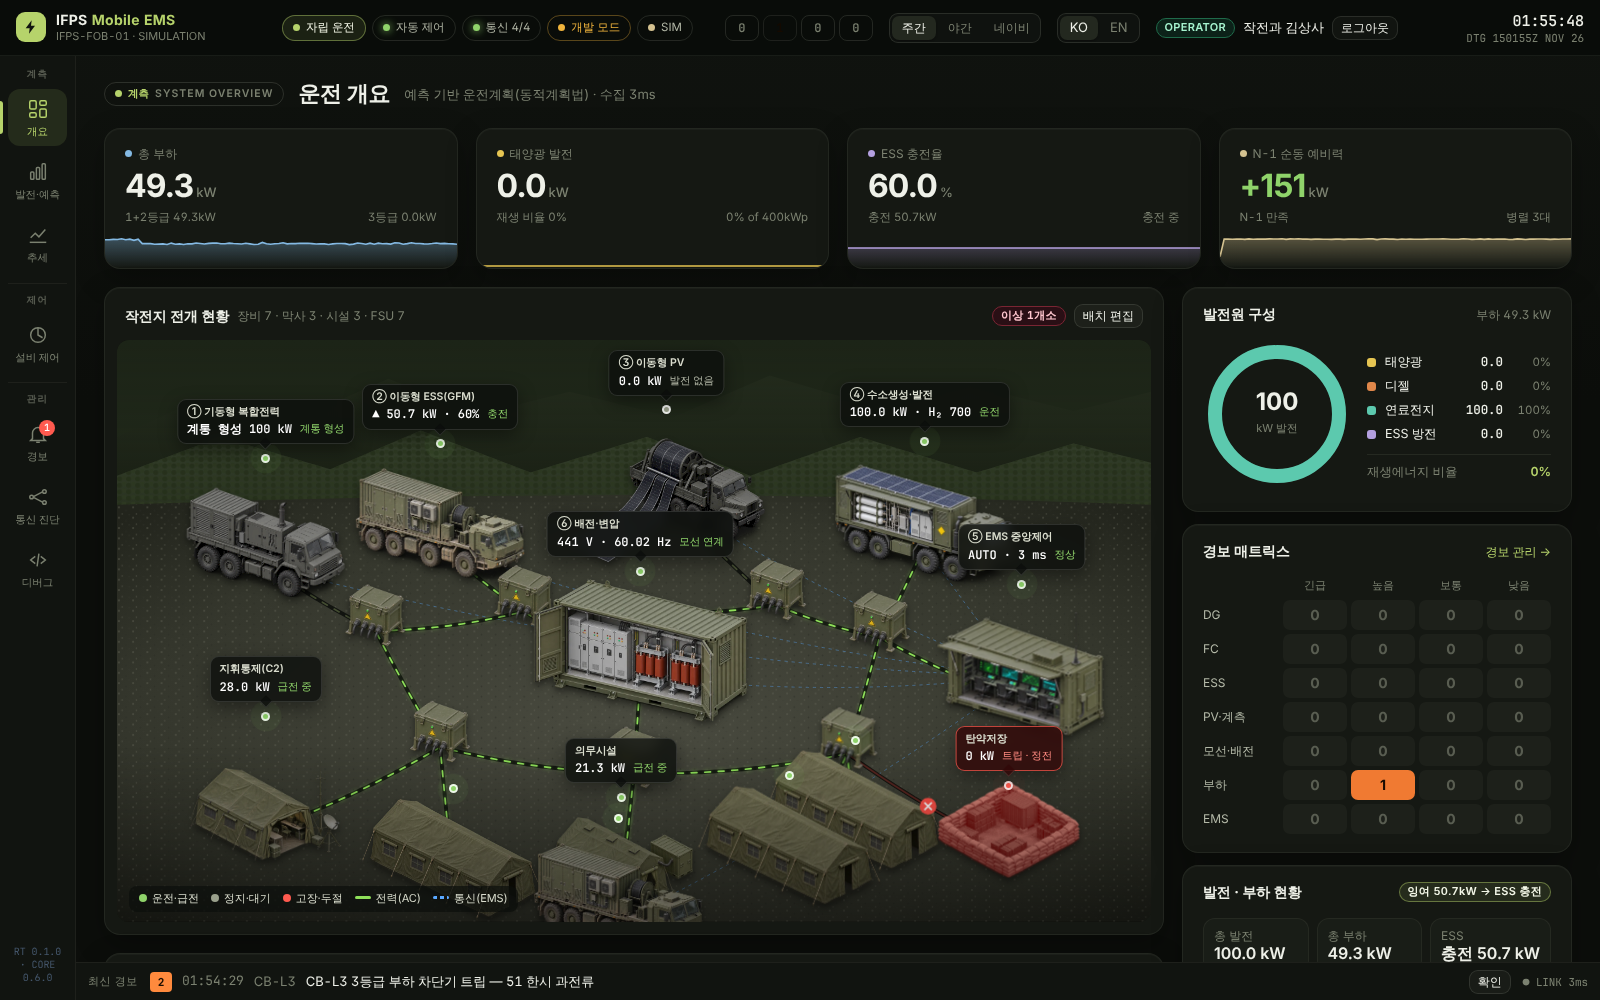 IFPS Mobile EMS
IFPS-FOB-01 · SIMULATION
자립 운전
자동 제어
통신 4/4
개발 모드
SIM
0
0
0
주간
야간
네이비
KO
EN
OPERATOR
작전과 김상사
로그아웃
01:55:48
DTG 150155Z NOV 26
계측
개요
발전·예측
추세
제어
설비 제어
관리
1
경보
통신 진단
디버그
RT 0.1.0
· CORE
0.6.0
계측 SYSTEM OVERVIEW
운전 개요
예측 기반 운전계획(동적계획법) · 수집 3ms
총 부하
49.3 kW
1+2등급 49.3kW
3등급 0.0kW
태양광 발전
0.0 kW
재생 비율 0%
0% of 400kWp
ESS 충전율
60.0 %
충전 50.7kW
충전 중
N-1 순동 예비력
+151 kW
N-1 만족
병렬 3대
작전지 전개 현황
장비 7 · 막사 3 · 시설 3 · FSU 7
이상 1개소
배치 편집
① 기동형 복합전력
계통 형성 100 kW 계통 형성
② 이동형 ESS(GFM)
▲ 50.7 kW · 60% 충전
③ 이동형 PV
0.0 kW 발전 없음
④ 수소생성·발전
100.0 kW · H₂ 700 운전
⑥ 배전·변압
441 V · 60.02 Hz 모선 연계
⑤ EMS 중앙제어
AUTO · 3 ms 정상
지휘통제(C2)
28.0 kW 급전 중
의무시설
21.3 kW 급전 중
탄약저장
0 kW 트립 · 정전
운전·급전
정지·대기
고장·두절
전력(AC)
통신(EMS)
발전원 구성
부하 49.3 kW
100
kW 발전
태양광 0.0 0%
디젤 0.0 0%
연료전지 100.0 100%
ESS 방전 0.0 0%
재생에너지 비율 0%
경보 매트릭스
경보 관리 →
긴급 높음 보통 낮음
DG 0 0 0 0
FC 0 0 0 0
ESS 0 0 0 0
PV·계측 0 0 0 0
모선·배전 0 0 0 0
부하 0 1 0 0
EMS 0 0 0 0
발전 · 부하 현황
잉여 50.7kW → ESS 충전
총 발전
100.0 kW
총 부하
49.3 kW
ESS
충전 50.7 kW
최신 경보
2
01:54:29
CB-L3
CB-L3 3등급 부하 차단기 트립 — 51 한시 과전류
확인
LINK 3ms